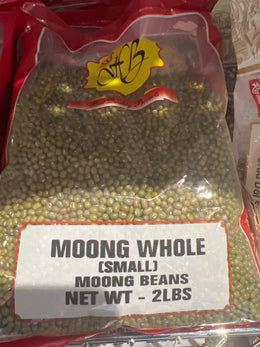 MOONG WHOLE
(SMALL)
MOONG BEANS
NET WT - 2LBS